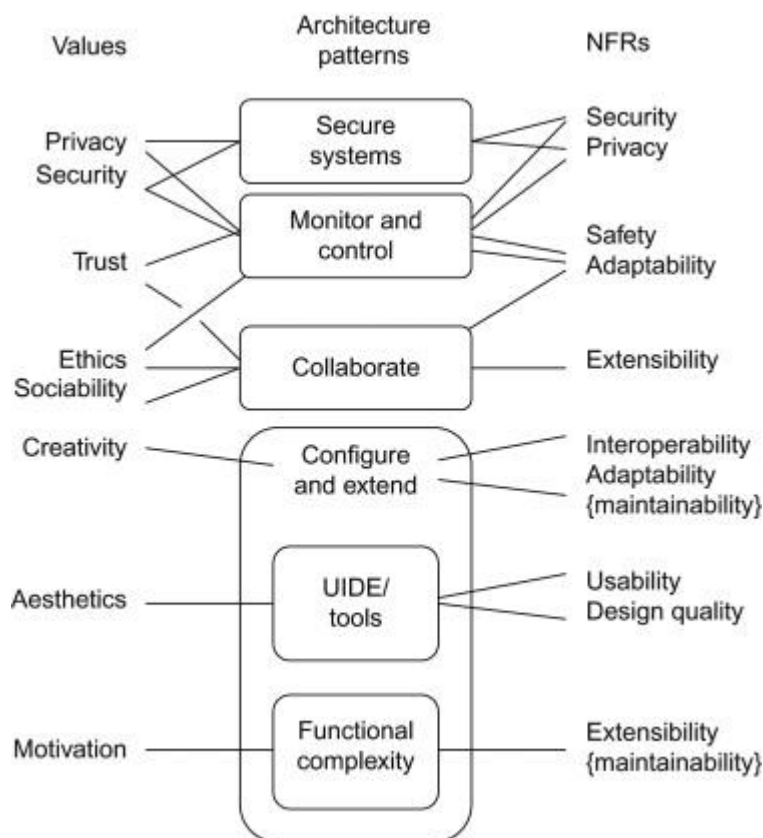 Values
Architecture
patterns
NFRs
Privacy
Security
Trust
Ethics
Sociability
Creativity
Aesthetics
Motivation
Secure
systems
Monitor and
control
Collaborate
Configure
and extend
UIDE/
tools
Functional
complexity
Security
Privacy
Safety
Adaptability
Extensibility
Interoperability
Adaptability
{maintainability}
Usability
Design quality
Extensibility
{maintainability}